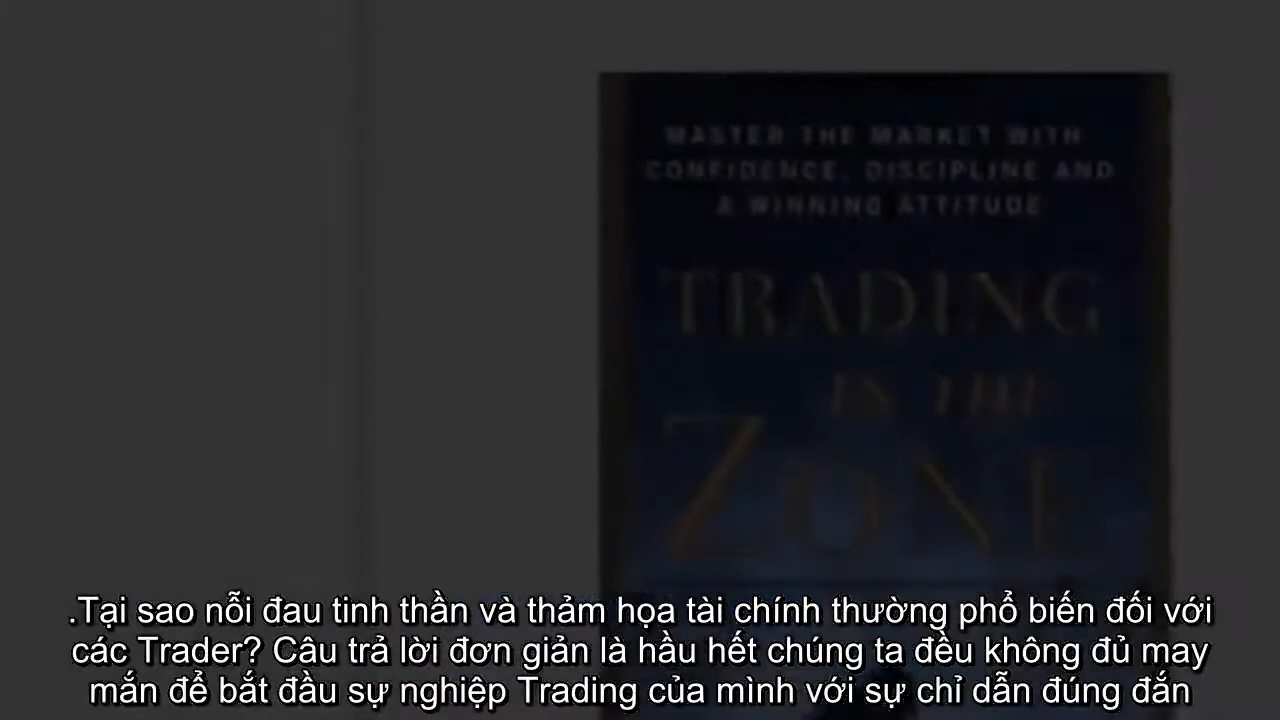 MASTER THE MARKET WITH
CONFIDENCE, DISCIPLINE AND
A WINNING ATTITUDE
TRADING
IN THE
ZONE
.Tại sao nỗi đau tinh thần và thảm họa tài chính thường phổ biến đối với
các Trader? Câu trả lời đơn giản là hầu hết chúng ta đều không đủ may
mắn để bắt đầu sự nghiệp Trading của mình với sự chỉ dẫn đúng đắn